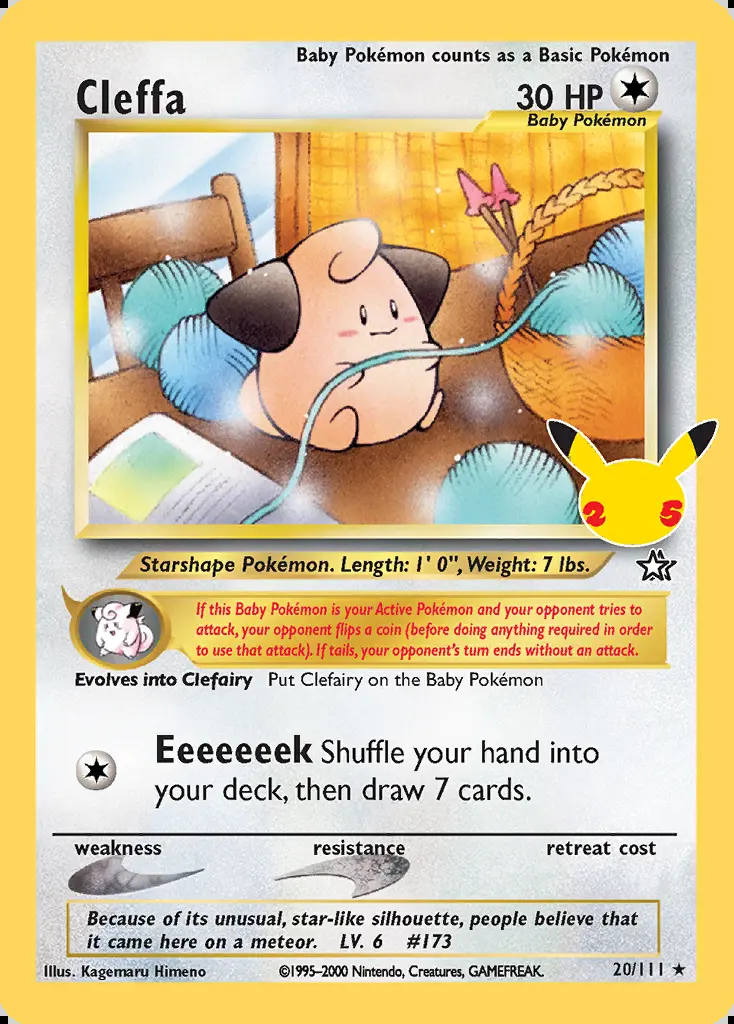 Baby Pokémon counts as a Basic Pokémon
Cleffa
30 HP
Baby Pokémon
25
Starshape Pokémon. Length: 1' 0", Weight: 7 lbs.
If this Baby Pokémon is your Active Pokémon and your opponent tries to
attack, your opponent flips a coin (before doing anything required in order
to use that attack). If tails, your opponent's turn ends without an attack.
Evolves into Clefairy Put Clefairy on the Baby Pokémon
Eeeeeeek Shuffle your hand into
your deck, then draw 7 cards.
weakness resistance retreat cost
Because of its unusual, star-like silhouette, people believe that
it came here on a meteor. LV. 6 #173
Illus. Kagemaru Himeno ©1995–2000 Nintendo, Creatures, GAMEFREAK. 20/111 ★